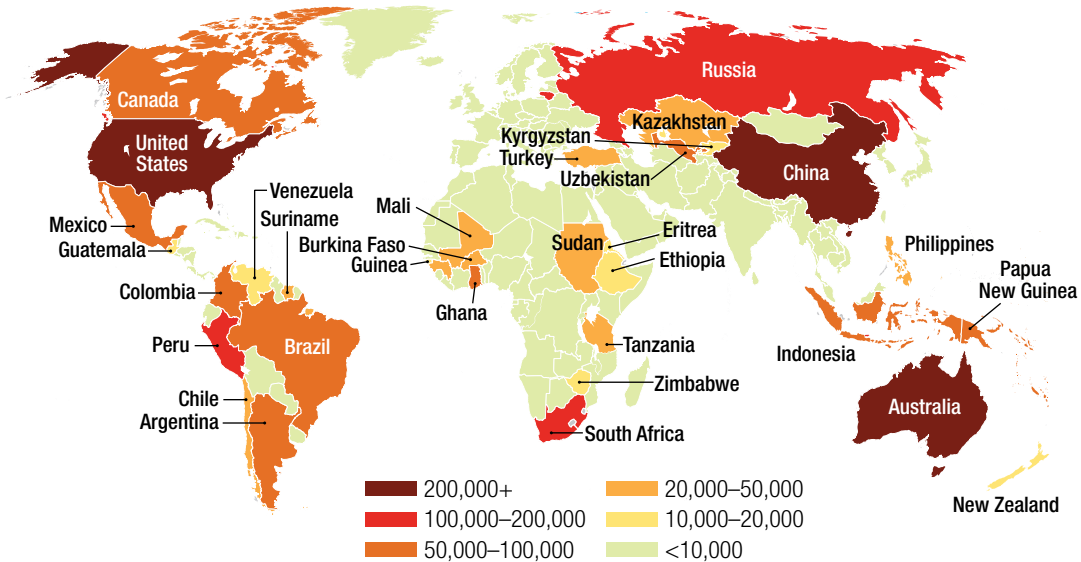 Russia
Canada
Kazakhstan
Kyrgyzstan
United
States
Turkey
China
Uzbekistan
Venezuela
Mali
Suriname
Mexico
Eritrea
Burkina Faso
Sudan
Philippines
Guatemala
Guinea
Ethiopia
Papua
New Guinea
Colombia
Ghana
Peru
Brazil
Tanzania
Indonesia
Zimbabwe
Chile
Australia
Argentina
South Africa
200,000+
20,000–50,000
New Zealand
100,000–200,000
10,000–20,000
50,000–100,000
<10,000